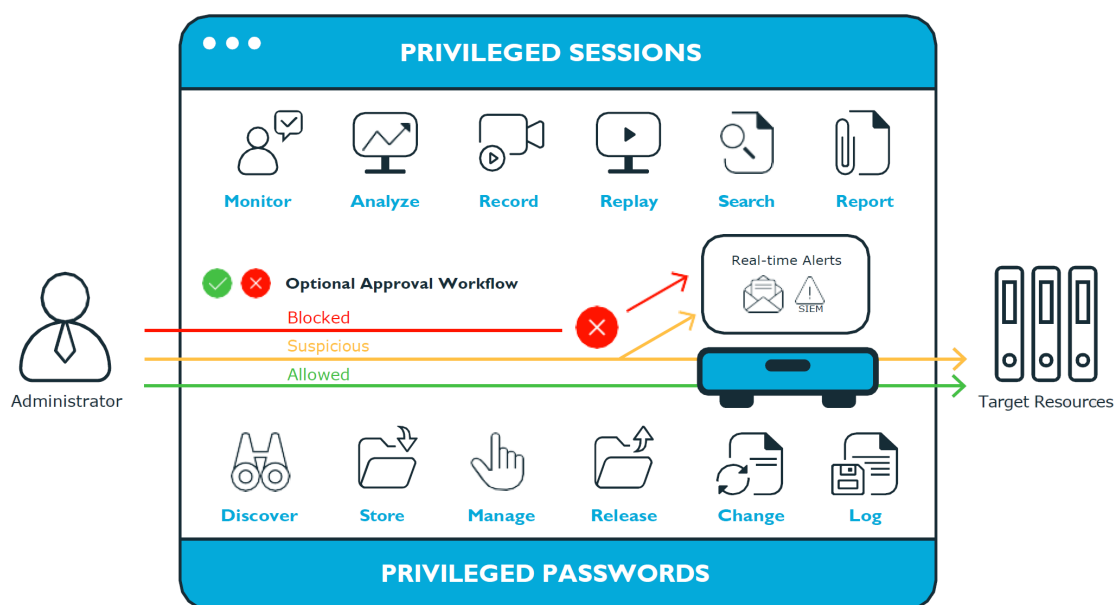 PRIVILEGED SESSIONS
Monitor
Analyze
Record
Replay
Search
Report
Real-time Alerts
SIEM
Optional Approval Workflow
Blocked
Suspicious
Allowed
Administrator
Target Resources
Discover
Store
Manage
Release
Change
Log
PRIVILEGED PASSWORDS